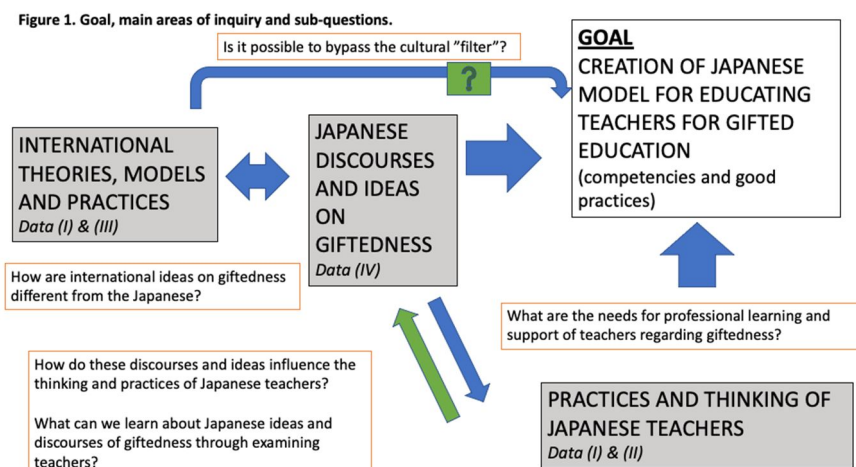 Figure 1. Goal, main areas of inquiry and sub-questions.
Is it possible to bypass the cultural ”filter”?
?
GOAL
CREATION OF JAPANESE
MODEL FOR EDUCATING
TEACHERS FOR GIFTED
EDUCATION
(competencies and good
practices)
INTERNATIONAL
THEORIES, MODELS
AND PRACTICES
Data (I) & (III)
JAPANESE
DISCOURSES
AND IDEAS
ON
GIFTEDNESS
Data (IV)
How are international ideas on giftedness
different from the Japanese?
What are the needs for professional learning and
support of teachers regarding giftedness?
How do these discourses and ideas influence the
thinking and practices of Japanese teachers?
What can we learn about Japanese ideas and
discourses of giftedness through examining
teachers?
PRACTICES AND THINKING OF
JAPANESE TEACHERS
Data (I) & (II)